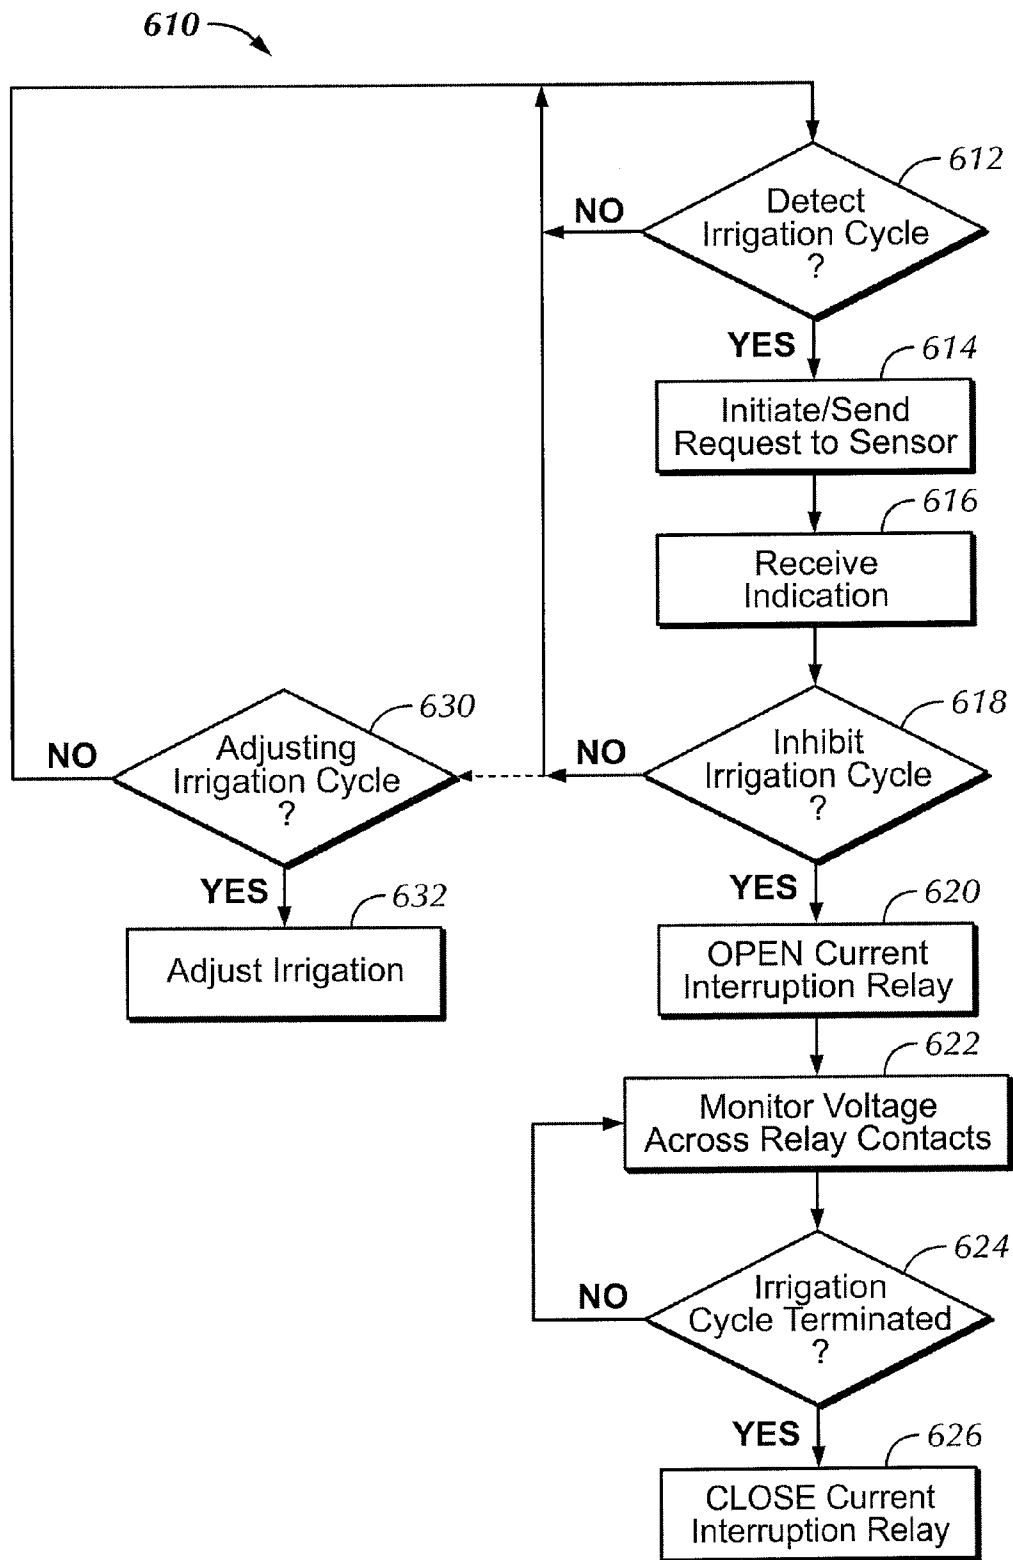 610
612
Detect
Irrigation Cycle
?
NO
YES
614
Initiate/Send
Request to Sensor
616
Receive
Indication
618
Inhibit
Irrigation Cycle
?
NO
YES
630
Adjusting
Irrigation Cycle
?
NO
YES
632
Adjust Irrigation
620
OPEN Current
Interruption Relay
622
Monitor Voltage
Across Relay Contacts
624
Irrigation
Cycle Terminated
?
NO
YES
626
CLOSE Current
Interruption Relay